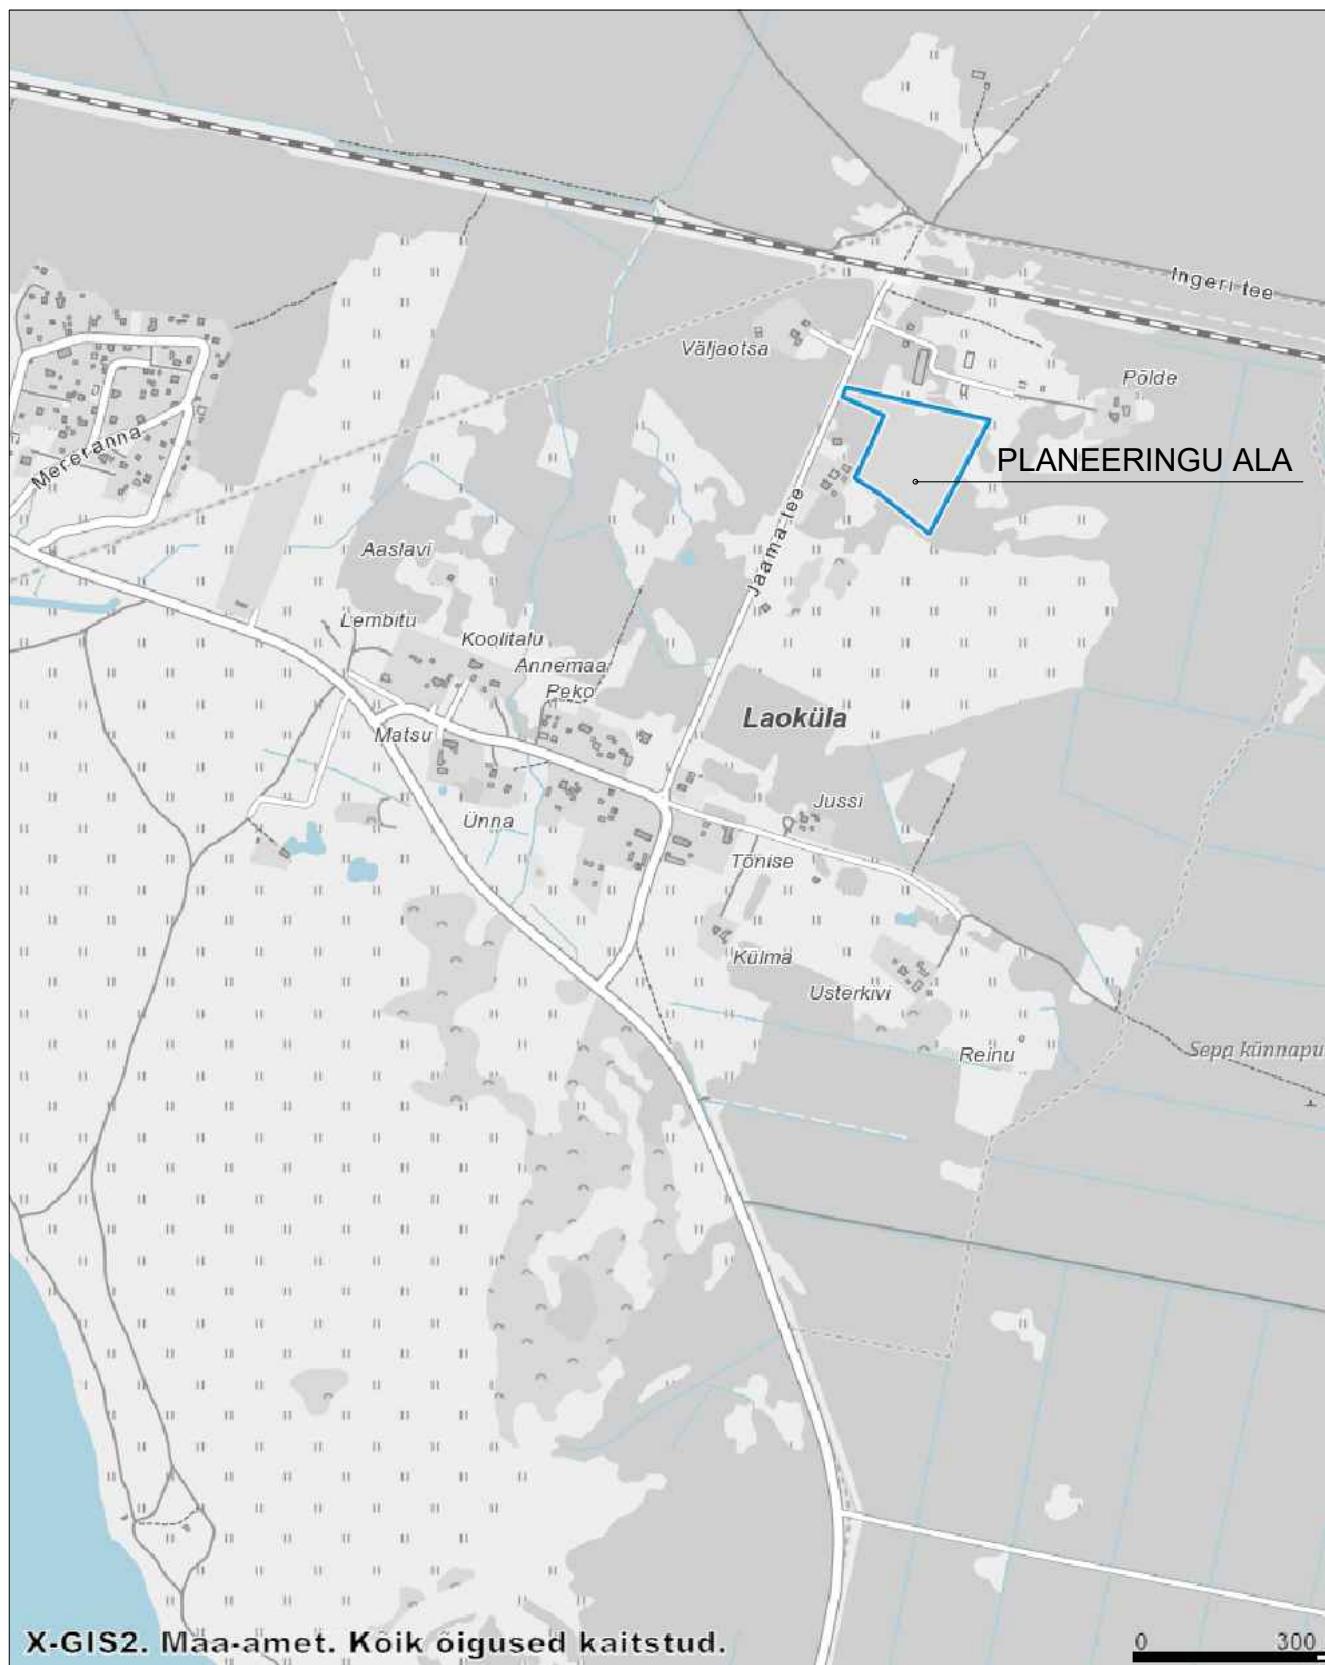 Ingeri tee
Väljaotsa
Põlde
Mereranna
PLANEERINGU ALA
Jaama tee
Aaslavi
Lembitu
Koolitalu
Annemaa
Peko
Laoküla
Matsu
Jussi
Ünna
Tõnise
Külma
Usterkivi
Reinu
Sepa künnapu
X-GIS2. Maa-amet. Kõik õigused kaitstud.
0 300